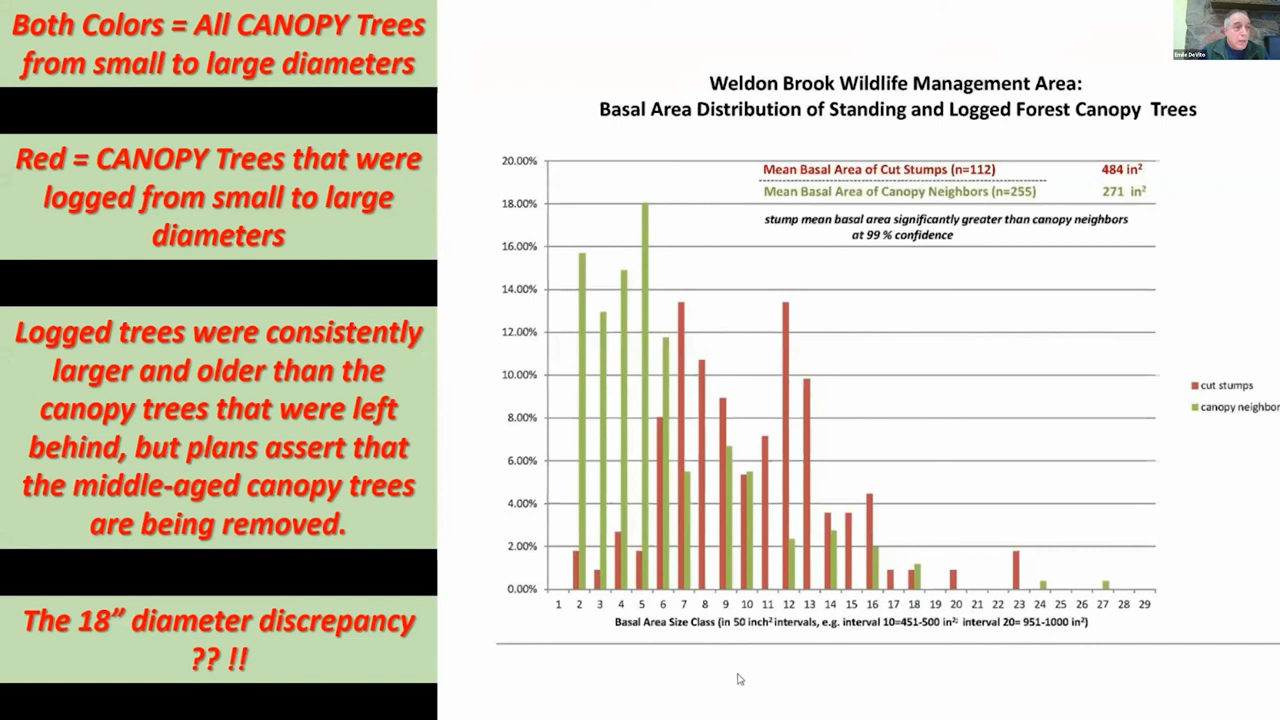 Both Colors = All CANOPY Trees
from small to large diameters
Red = CANOPY Trees that were
logged from small to large
diameters
Logged trees were consistently
larger and older than the
canopy trees that were left
behind, but plans assert that
the middle-aged canopy trees
are being removed.
The 18” diameter discrepancy
?? !!
Emile DeVito
Weldon Brook Wildlife Management Area:
Basal Area Distribution of Standing and Logged Forest Canopy Trees
Mean Basal Area of Cut Stumps (n=112) 484 in²
Mean Basal Area of Canopy Neighbors (n=255) 271 in²
stump mean basal area significantly greater than canopy neighbors
at 99 % confidence
20.00%
18.00%
16.00%
14.00%
12.00%
10.00%
8.00%
6.00%
4.00%
2.00%
0.00%
1 2 3 4 5 6 7 8 9 10 11 12 13 14 15 16 17 18 19 20 21 22 23 24 25 26 27 28 29
Basal Area Size Class (in 50 inch² intervals, e.g. interval 10=451-500 in²; interval 20= 951-1000 in²)
cut stumps
canopy neighbor